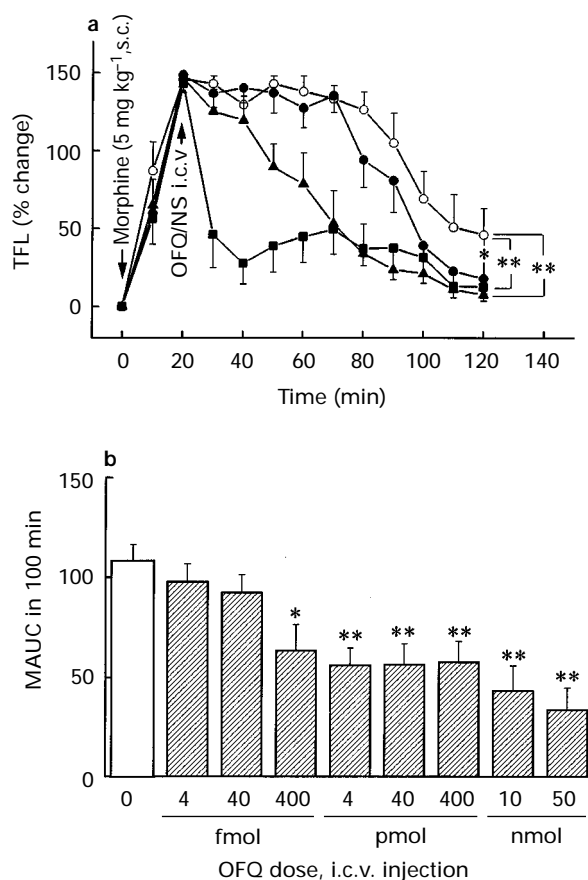 a
Morphine (5 mg kg⁻¹,s.c.)
OFQ/NS i.c.v
TFL (% change)
150
100
50
0
*
**
**
0 20 40 60 80 100 120 140
Time (min)
b
MAUC in 100 min
150
100
50
0
* ** ** ** ** **
0 4 40 400 4 40 400 10 50
fmol pmol nmol
OFQ dose, i.c.v. injection